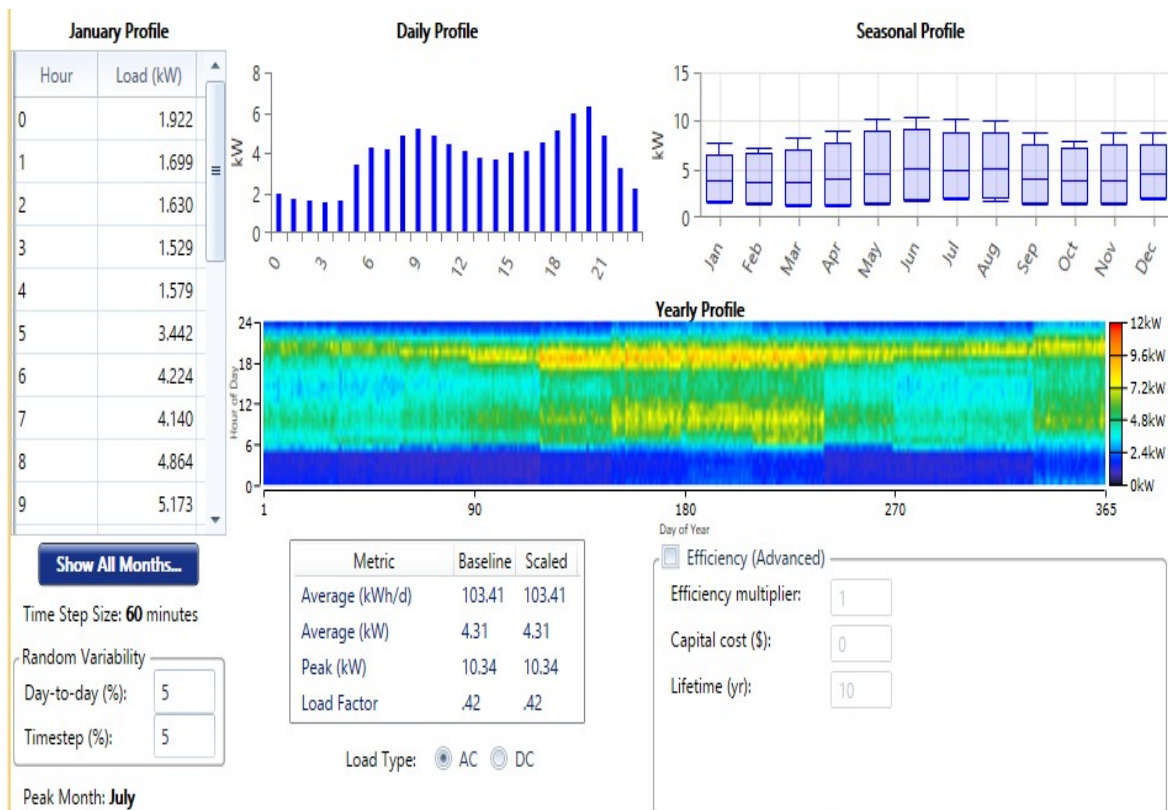 January Profile
Hour Load (kW)
0 1.922
1 1.699
2 1.630
3 1.529
4 1.579
5 3.442
6 4.224
7 4.140
8 4.864
9 5.173
Show All Months...
Time Step Size: 60 minutes
Random Variability
Day-to-day (%): 5
Timestep (%): 5
Peak Month: July
Daily Profile
kW
8
6
4
2
0
0 3 6 9 12 15 18 21
Seasonal Profile
kW
15
10
5
0
Jan Feb Mar Apr May Jun Jul Aug Sep Oct Nov Dec
Yearly Profile
Hour of Day
24
18
12
6
0
1 90 180 270 365
Day of Year
12kW
9.6kW
7.2kW
4.8kW
2.4kW
0kW
Metric Baseline Scaled
Average (kWh/d) 103.41 103.41
Average (kW) 4.31 4.31
Peak (kW) 10.34 10.34
Load Factor .42 .42
Load Type: AC DC
Efficiency (Advanced)
Efficiency multiplier: 1
Capital cost ($): 0
Lifetime (yr): 10